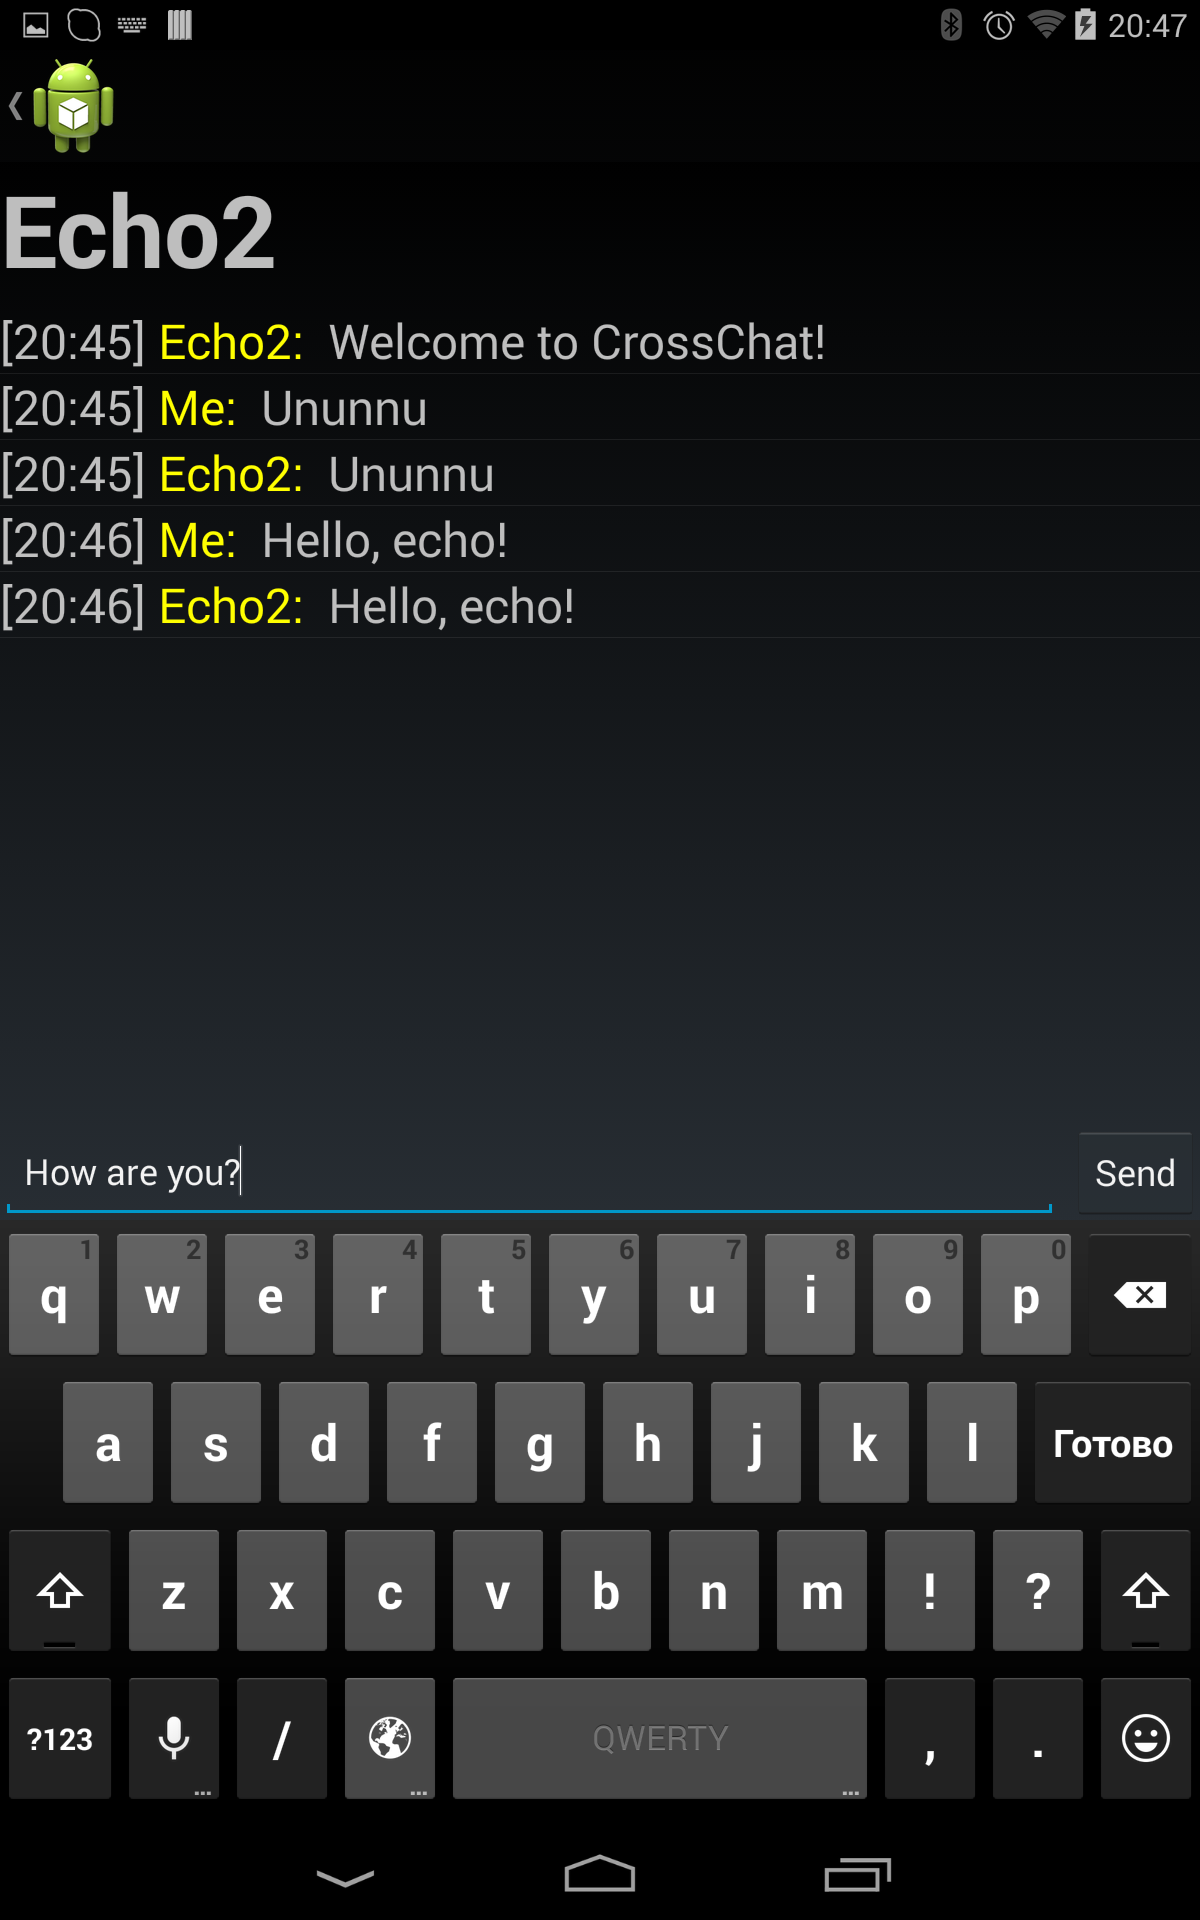 20:47
Echo2
[20:45] Echo2: Welcome to CrossChat!
[20:45] Me: Ununnu
[20:45] Echo2: Ununnu
[20:46] Me: Hello, echo!
[20:46] Echo2: Hello, echo!
How are you? Send
1 2 3 4 5 6 7 8 9 0
q w e r t y u i o p
a s d f g h j k l Готово
z x c v b n m ! ?
?123 / QWERTY , .